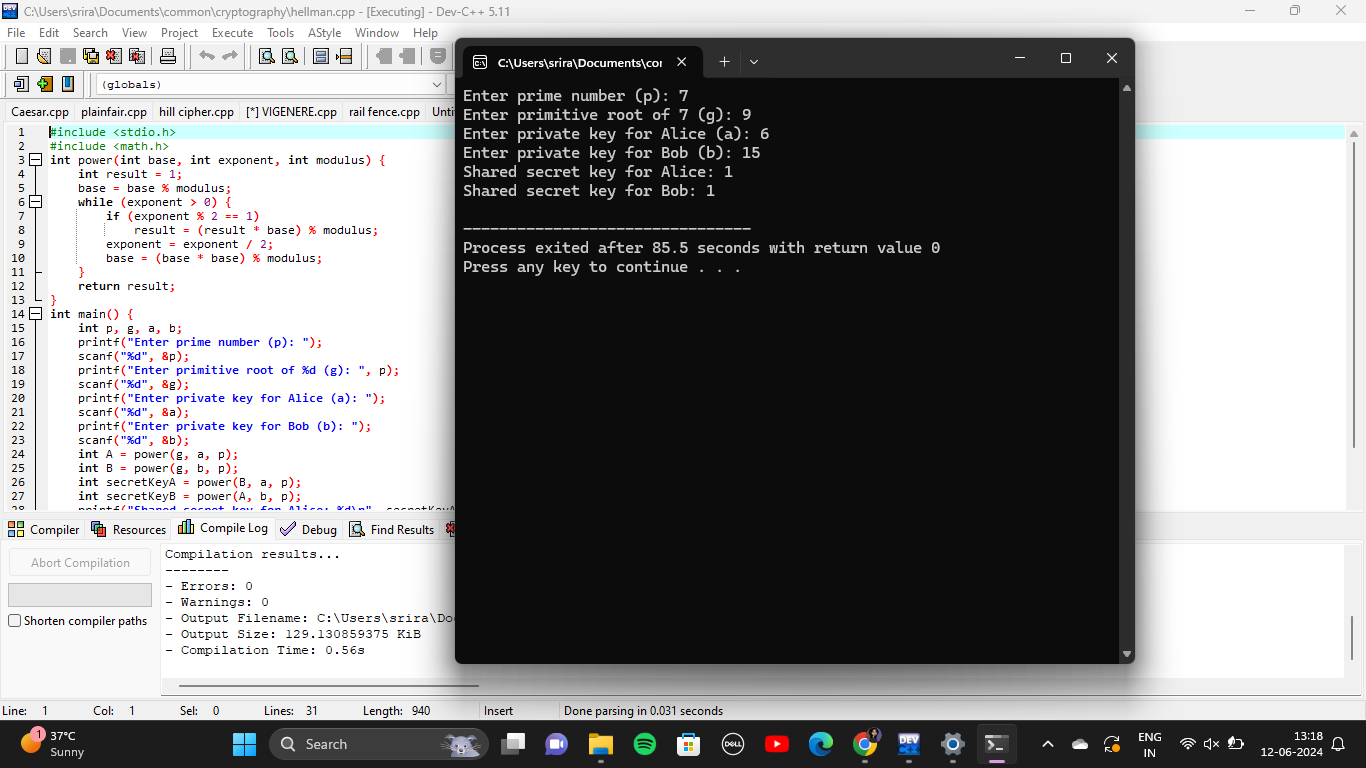 C:\Users\srira\Documents\common\cryptography\hellman.cpp - [Executing] - Dev-C++ 5.11
File Edit Search View Project Execute Tools AStyle Window Help
(globals)
Caesar.cpp plainfair.cpp hill cipher.cpp [*] VIGENERE.cpp rail fence.cpp Unti
1 #include <stdio.h>
2 #include <math.h>
3 int power(int base, int exponent, int modulus) {
4 int result = 1;
5 base = base % modulus;
6 while (exponent > 0) {
7 if (exponent % 2 == 1)
8 result = (result * base) % modulus;
9 exponent = exponent / 2;
10 base = (base * base) % modulus;
11 }
12 return result;
13 }
14 int main() {
15 int p, g, a, b;
16 printf("Enter prime number (p): ");
17 scanf("%d", &p);
18 printf("Enter primitive root of %d (g): ", p);
19 scanf("%d", &g);
20 printf("Enter private key for Alice (a): ");
21 scanf("%d", &a);
22 printf("Enter private key for Bob (b): ");
23 scanf("%d", &b);
24 int A = power(g, a, p);
25 int B = power(g, b, p);
26 int secretKeyA = power(B, a, p);
27 int secretKeyB = power(A, b, p);
28 printf("Shared secret key for Alice: %d\n", secretKeyA
C:\Users\srira\Documents\cor
Enter prime number (p): 7
Enter primitive root of 7 (g): 9
Enter private key for Alice (a): 6
Enter private key for Bob (b): 15
Shared secret key for Alice: 1
Shared secret key for Bob: 1
--------------------------------
Process exited after 85.5 seconds with return value 0
Press any key to continue . . .
Compiler Resources Compile Log Debug Find Results
Abort Compilation
Shorten compiler paths
Compilation results...
--------
- Errors: 0
- Warnings: 0
- Output Filename: C:\Users\srira\Do
- Output Size: 129.130859375 KiB
- Compilation Time: 0.56s
Line: 1 Col: 1 Sel: 0 Lines: 31 Length: 940 Insert Done parsing in 0.031 seconds
1
37°C
Sunny
Search
DELL
DEV
ENG
IN
13:18
12-06-2024